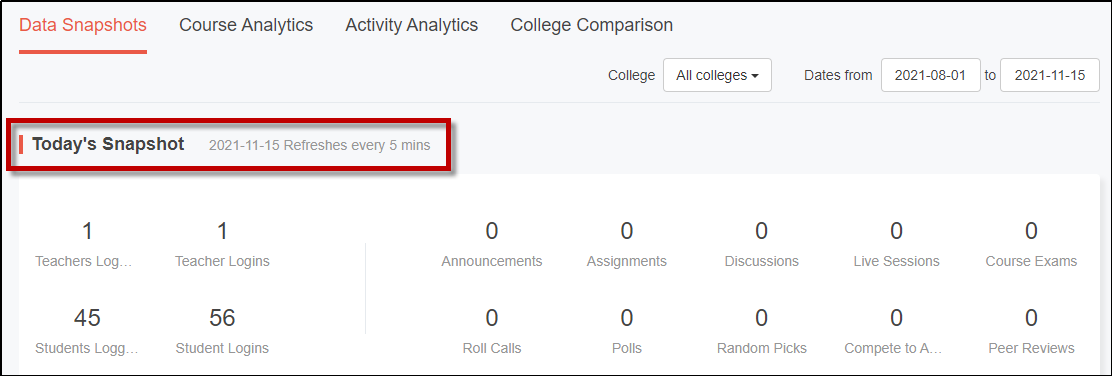 Data Snapshots Course Analytics Activity Analytics College Comparison
College All colleges Dates from 2021-08-01 to 2021-11-15
Today's Snapshot 2021-11-15 Refreshes every 5 mins
1 1 0 0 0 0 0
Teachers Log... Teacher Logins Announcements Assignments Discussions Live Sessions Course Exams
45 56 0 0 0 0 0
Students Logg... Student Logins Roll Calls Polls Random Picks Compete to A... Peer Reviews